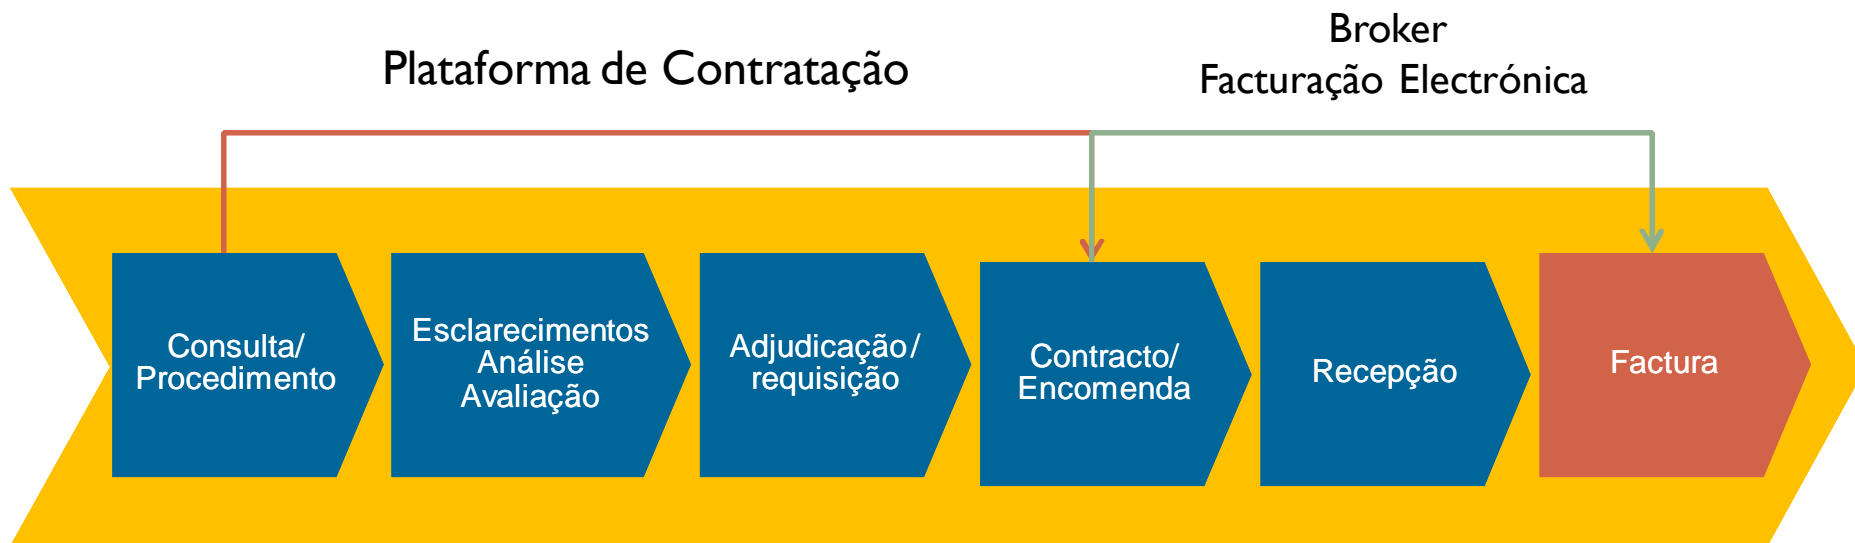 Plataforma de Contratação
Broker
Facturação Electrónica
Consulta/
Procedimento
Esclarecimentos
Análise
Avaliação
Adjudicação/
requisição
Contracto/
Encomenda
Recepção
Factura